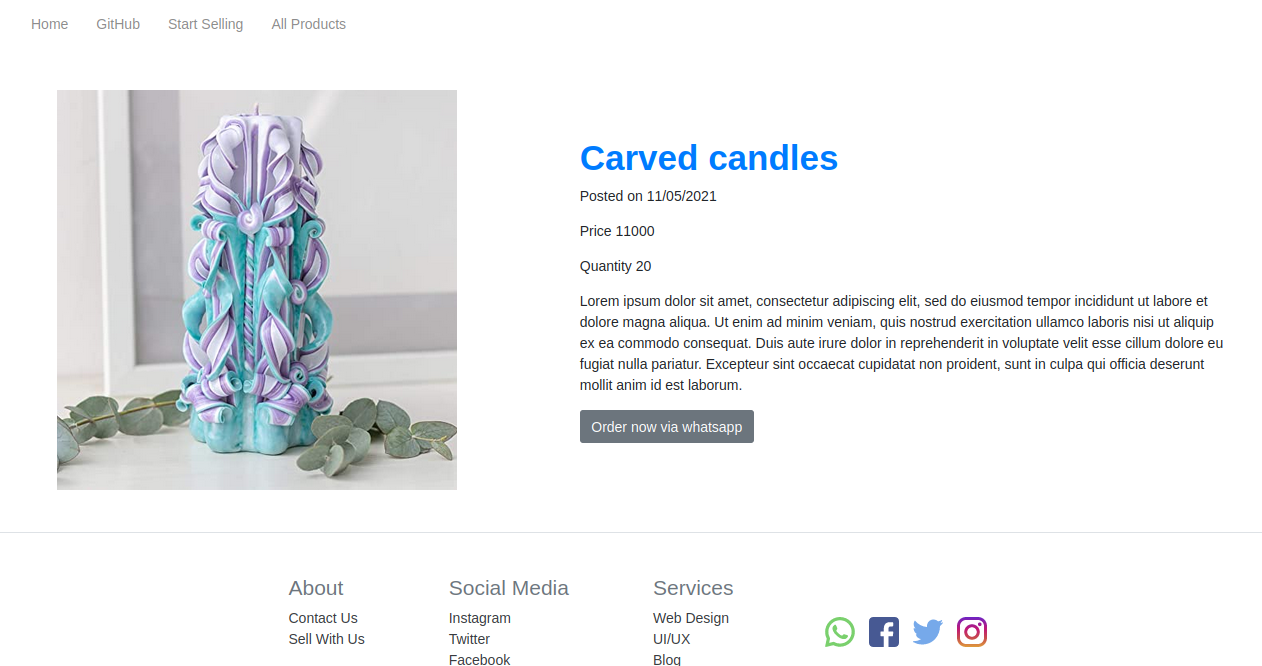 Home GitHub Start Selling All Products
Carved candles
Posted on 11/05/2021
Price 11000
Quantity 20
Lorem ipsum dolor sit amet, consectetur adipiscing elit, sed do eiusmod tempor incididunt ut labore et
dolore magna aliqua. Ut enim ad minim veniam, quis nostrud exercitation ullamco laboris nisi ut aliquip
ex ea commodo consequat. Duis aute irure dolor in reprehenderit in voluptate velit esse cillum dolore eu
fugiat nulla pariatur. Excepteur sint occaecat cupidatat non proident, sunt in culpa qui officia deserunt
mollit anim id est laborum.
Order now via whatsapp
About
Contact Us
Sell With Us
Social Media
Instagram
Twitter
Facebook
Services
Web Design
UI/UX
Blog